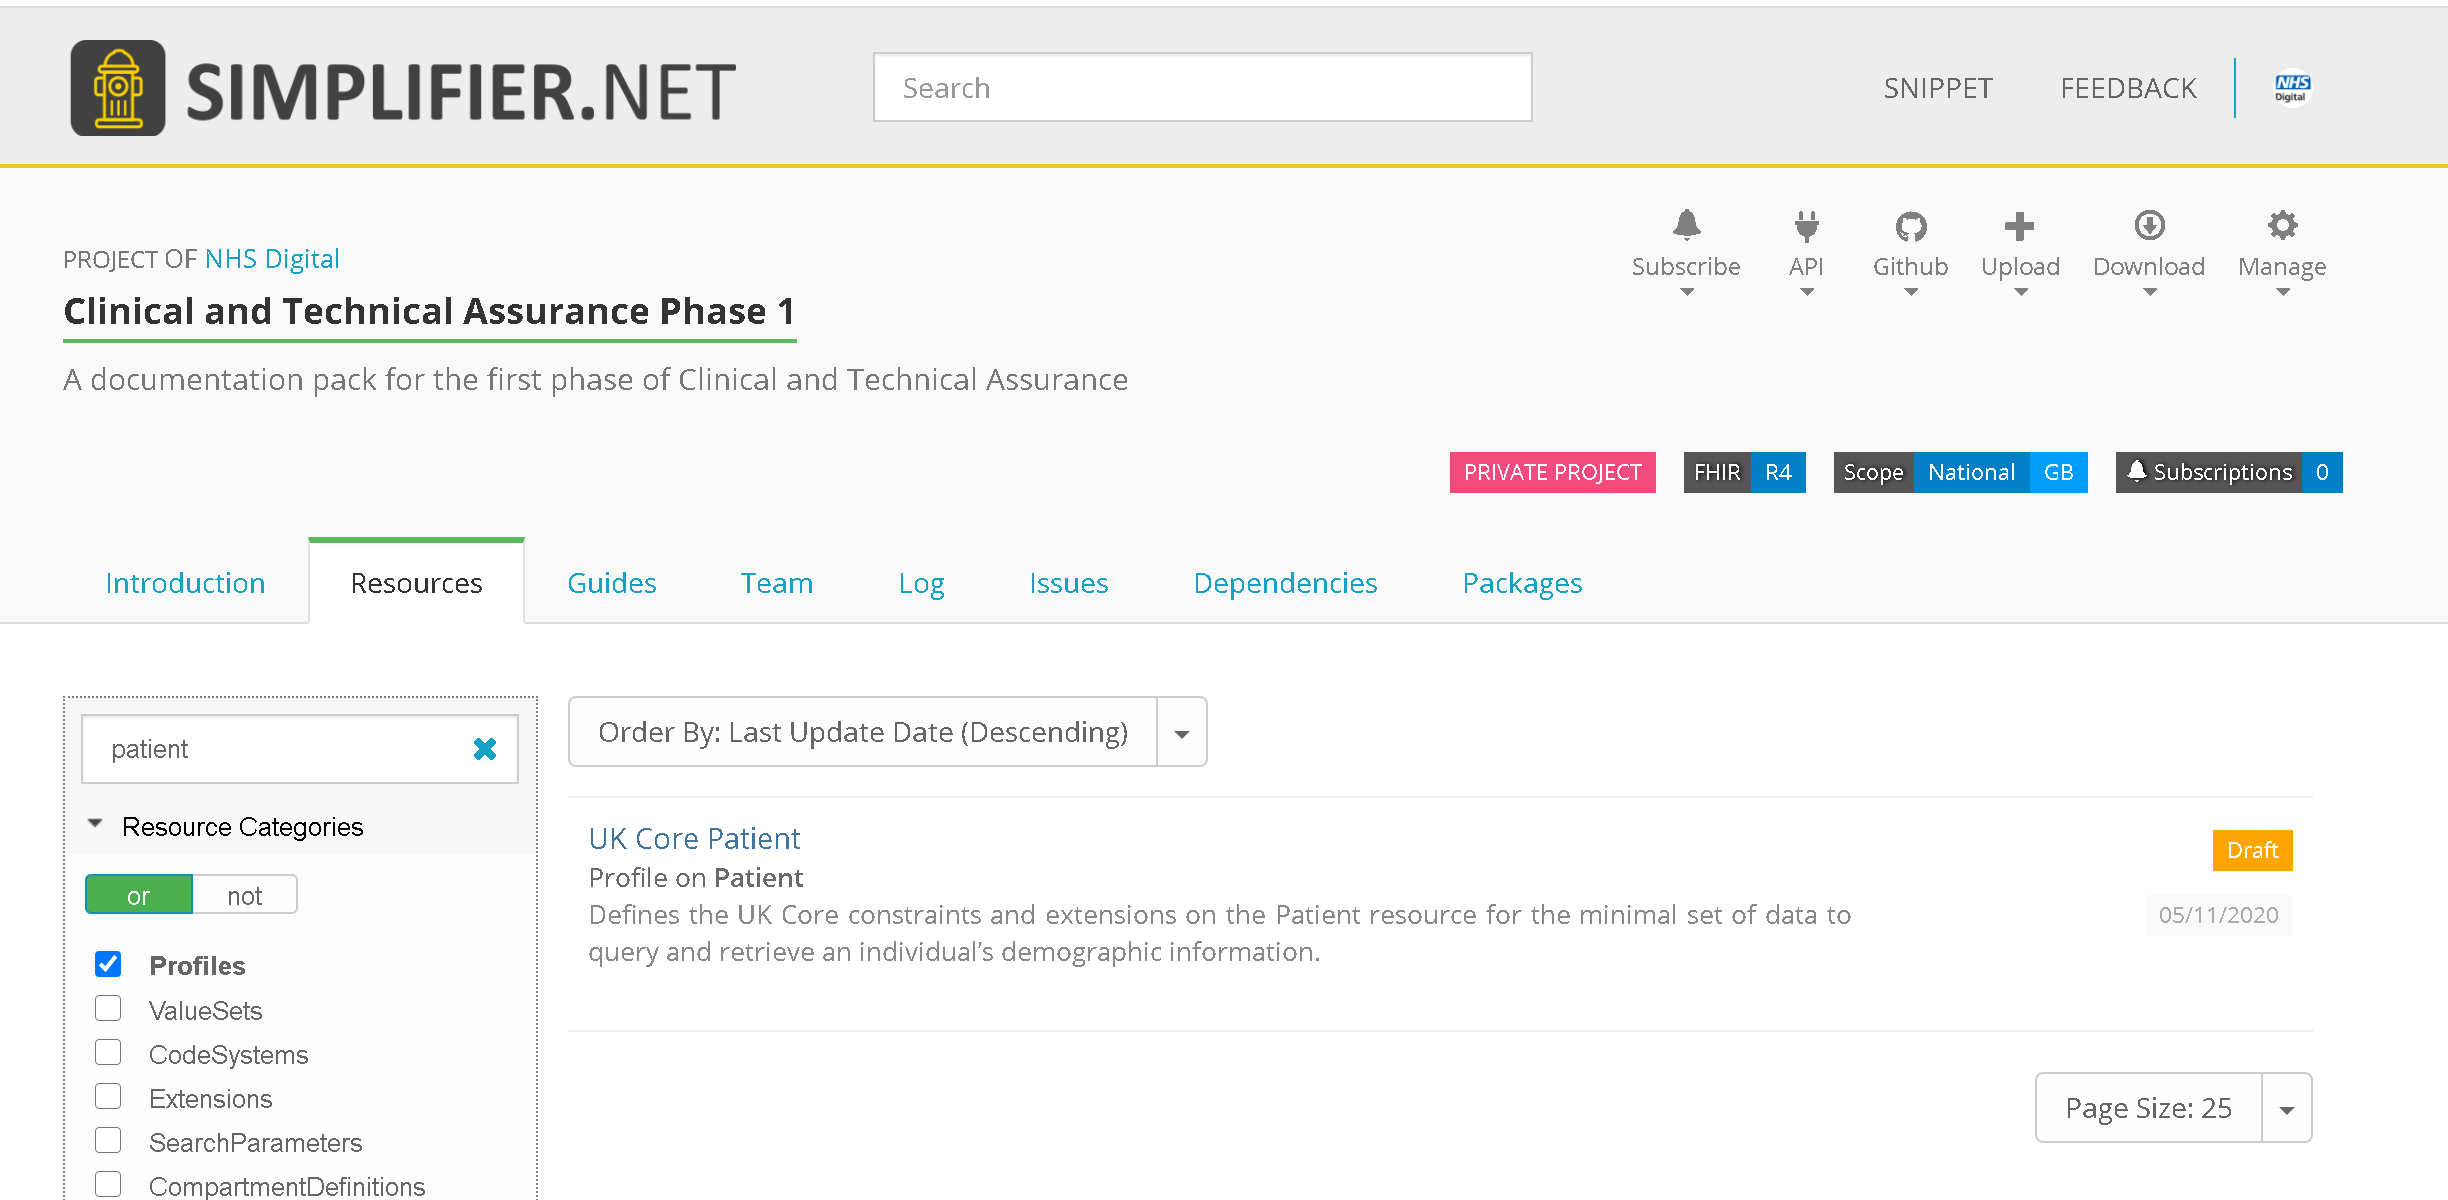 SIMPLIFIER.NET
Search
SNIPPET
FEEDBACK
NHS
Digital
Subscribe
API
Github
Upload
Download
Manage
PROJECT OF NHS Digital
Clinical and Technical Assurance Phase 1
A documentation pack for the first phase of Clinical and Technical Assurance
PRIVATE PROJECT
FHIR R4
Scope National GB
Subscriptions 0
Introduction
Resources
Guides
Team
Log
Issues
Dependencies
Packages
patient
Resource Categories
or
not
Profiles
ValueSets
CodeSystems
Extensions
SearchParameters
CompartmentDefinitions
Order By: Last Update Date (Descending)
UK Core Patient
Profile on Patient
Defines the UK Core constraints and extensions on the Patient resource for the minimal set of data to
query and retrieve an individual’s demographic information.
Draft
05/11/2020
Page Size: 25